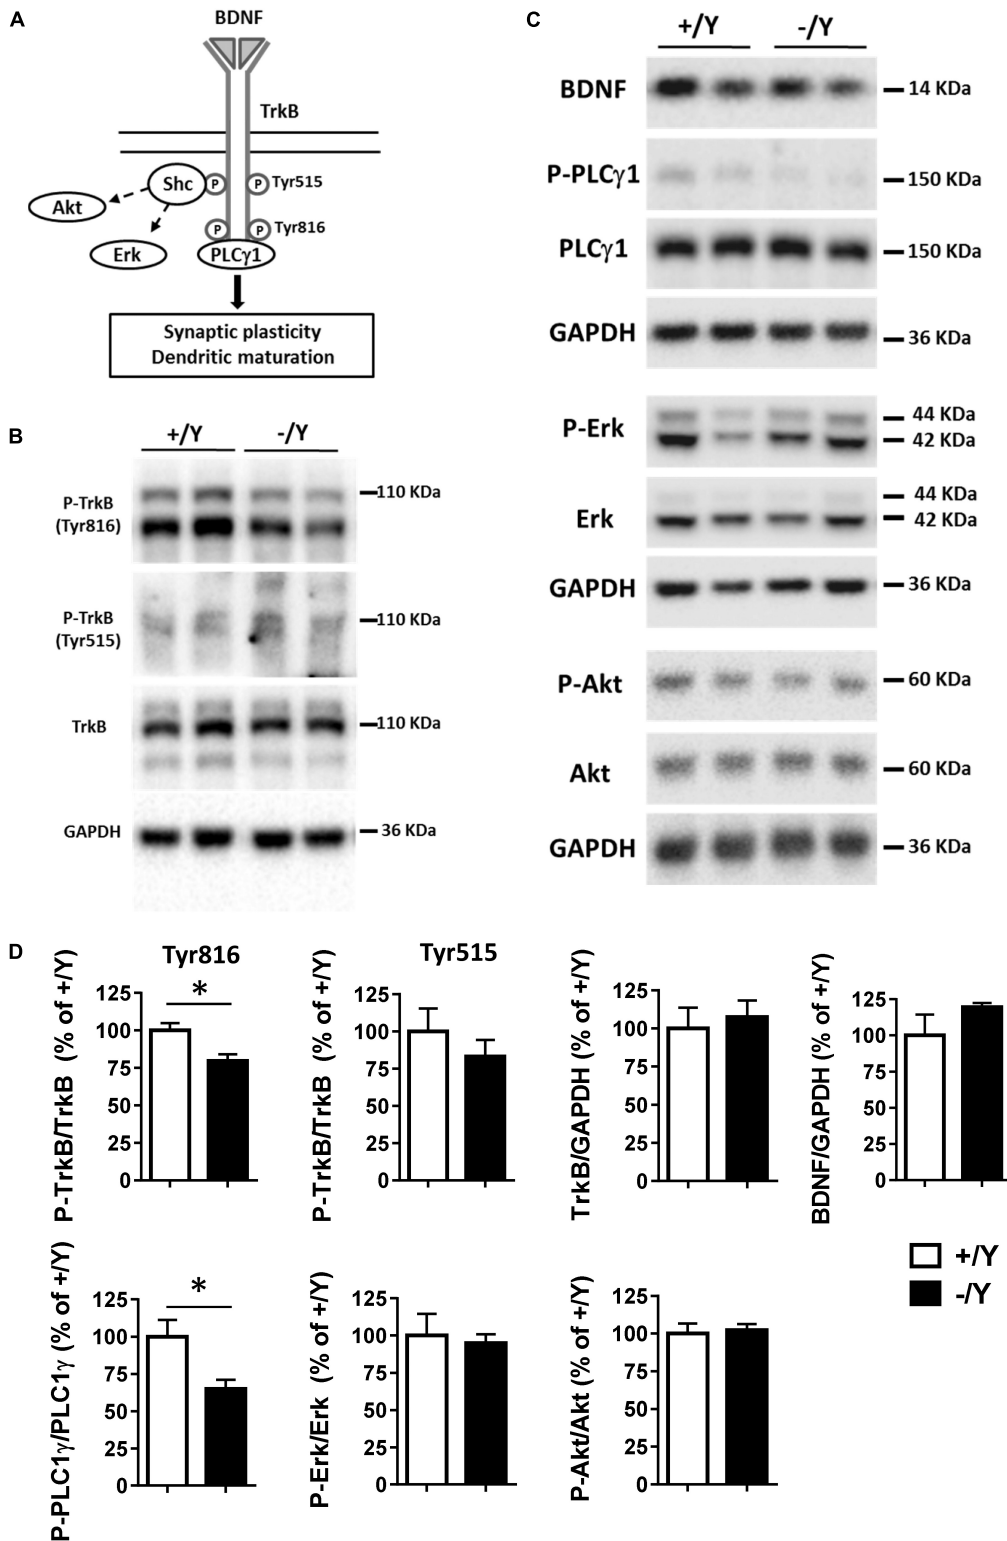 A
BDNF
TrkB
Shc
P
P
Tyr515
Akt
P
P
Tyr816
Erk
PLCγ1
Synaptic plasticity
Dendritic maturation
B
+/Y
-/Y
P-TrkB
(Tyr816)
110 KDa
P-TrkB
(Tyr515)
110 KDa
TrkB
110 KDa
GAPDH
36 KDa
C
+/Y
-/Y
BDNF
14 KDa
P-PLCγ1
150 KDa
PLCγ1
150 KDa
GAPDH
36 KDa
P-Erk
44 KDa
42 KDa
Erk
44 KDa
42 KDa
GAPDH
36 KDa
P-Akt
60 KDa
Akt
60 KDa
GAPDH
36 KDa
D
Tyr816
P-TrkB/TrkB (% of +/Y)
125
100
75
50
25
0
*
Tyr515
P-TrkB/TrkB (% of +/Y)
125
100
75
50
25
0
TrkB/GAPDH (% of +/Y)
125
100
75
50
25
0
BDNF/GAPDH (% of +/Y)
125
100
75
50
25
0
+/Y
-/Y
P-PLC1γ/PLC1γ (% of +/Y)
125
100
75
50
25
0
*
P-Erk/Erk (% of +/Y)
125
100
75
50
25
0
P-Akt/Akt (% of +/Y)
125
100
75
50
25
0